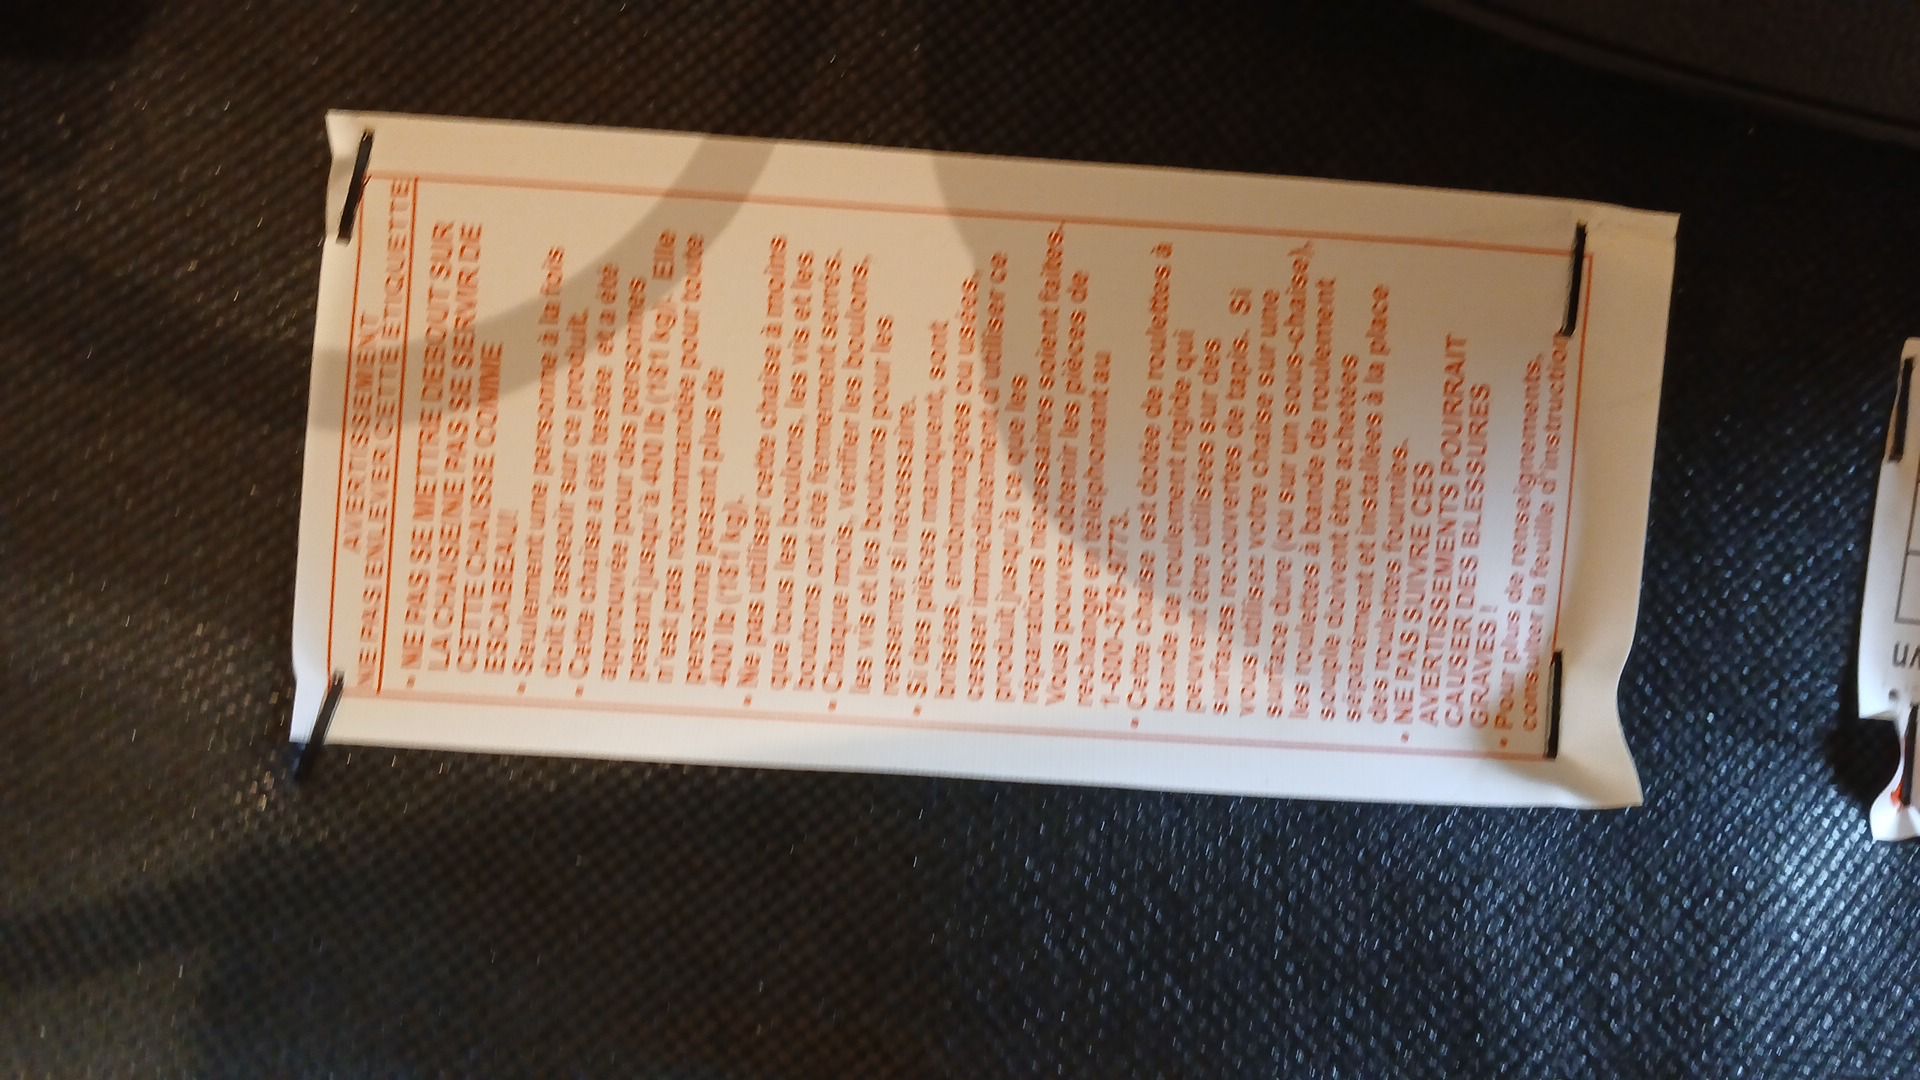 AVERTISSEMENT
NE PAS ENLEVER CETTE ÉTIQUETTE
• NE PAS SE METTRE DEBOUT SUR
LA CHAISE NE PAS SE SERVIR DE
CETTE CHAISSE COMME
ESCABEAU!
• Seulement une personne à la fois
doit s'asseoir sur ce produit.
• Cette chaise a été testée et a été
approuvée pour des personnes
pesant jusqu'à 400 lb (181 kg). Elle
n'est pas recommandée pour toute
personne pesant plus de
400 lb (181 kg).
• Ne pas utiliser cette chaise à moins
que tous les boulons, les vis et les
boutons ont été fermement serrés.
• Chaque mois, vérifier les boulons,
les vis et les boutons pour les
resserrer si nécessaire.
• Si des pièces manquent, sont
brisées, endommagées ou usées,
cesser immédiatement d'utiliser ce
produit jusqu'à ce que les
réparations nécessaires soient faites.
Vous pouvez obtenir les pièces de
rechange en téléphonant au
1-800-379-9773.
• Cette chaise est dotée de roulettes à
bande de roulement rigide qui
peuvent être utilisées sur des
surfaces recouvertes de tapis. Si
vous utilisez votre chaise sur une
surface dure (ou sur un sous-chaise),
les roulettes à bande de roulement
souple doivent être achetées
séparément et installées à la place
des roulettes fournies.
• NE PAS SUIVRE CES
AVERTISSEMENTS POURRAIT
CAUSER DES BLESSURES
GRAVES !
• Pour plus de renseignements,
consulter la feuille d'instruction